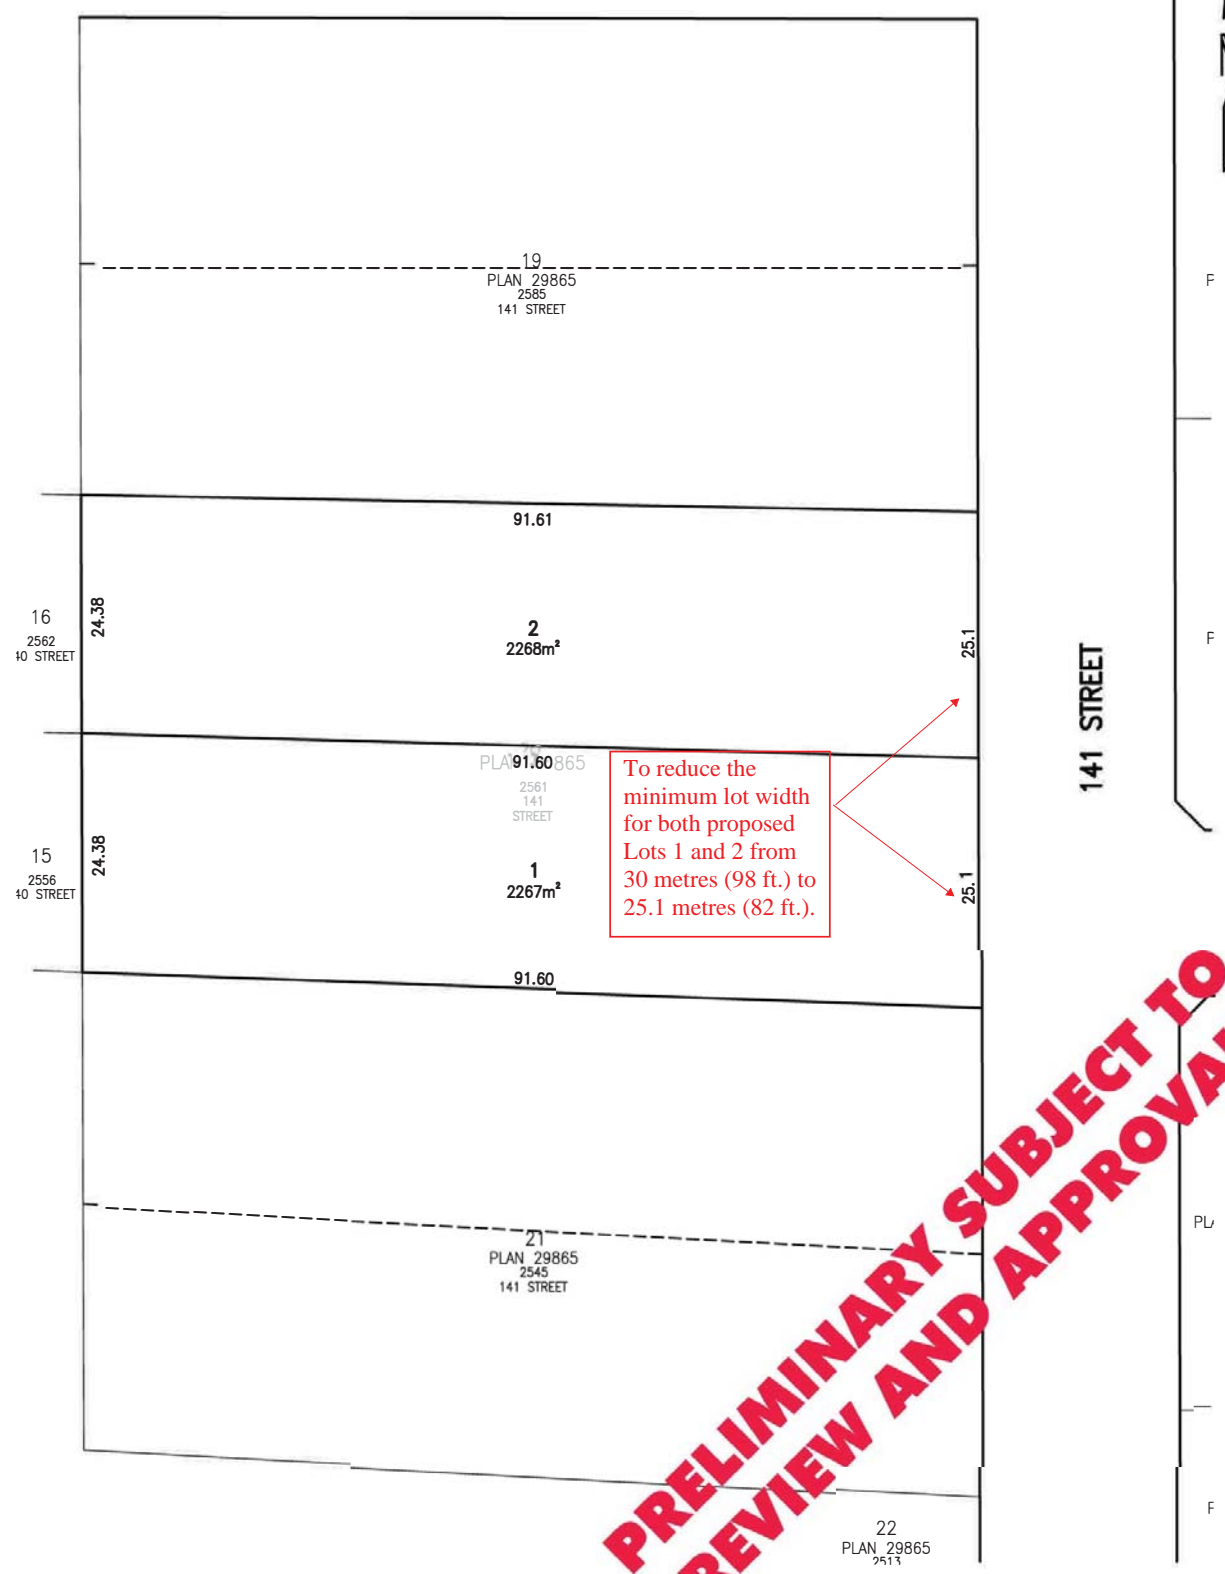 19
PLAN 29865
2585
141 STREET
91.61
16
2562
40 STREET
24.38
2
2268m²
25.1
141 STREET
91.60
2561
141
STREET
To reduce the
minimum lot width
for both proposed
Lots 1 and 2 from
30 metres (98 ft.) to
25.1 metres (82 ft.).
15
2556
40 STREET
24.38
1
2267m²
25.1
91.60
21
PLAN 29865
2545
141 STREET
PRELIMINARY SUBJECT TO
REVIEW AND APPROVAL
22
PLAN 29865
2513